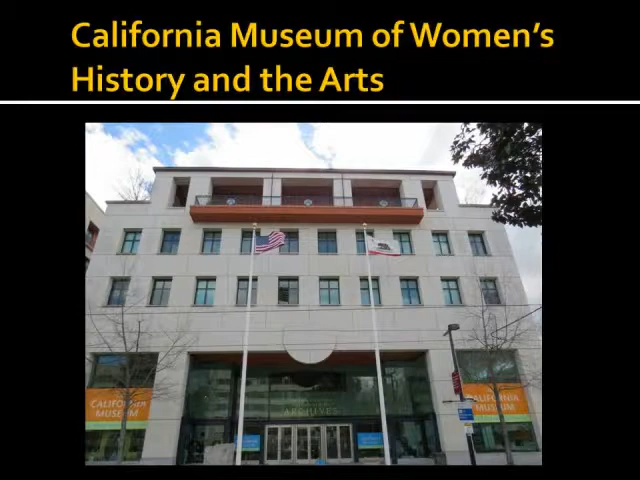 California Museum of Women's
History and the Arts
ARCHIVES
CALIFORNIA
MUSEUM
CALIFORNIA
MUSEUM